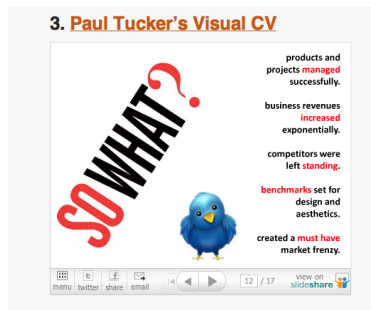 3. Paul Tucker's Visual CV
SO WHAT?
products and
projects managed
successfully.
business revenues
increased
exponentially.
competitors were
left standing.
benchmarks set for
design and
aesthetics.
created a must have
market frenzy.
menu twitter share email 12 / 17 view on
slideshare